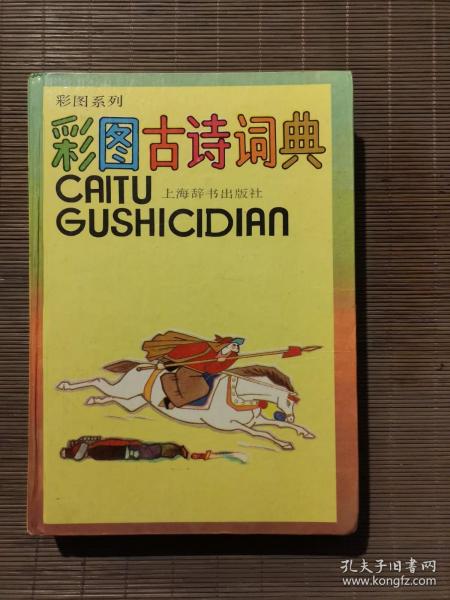 彩图系列
彩图古诗词典
CAITU
上海辞书出版社
GUSHICIDIAN
孔夫子旧书网
www.kongfz.com